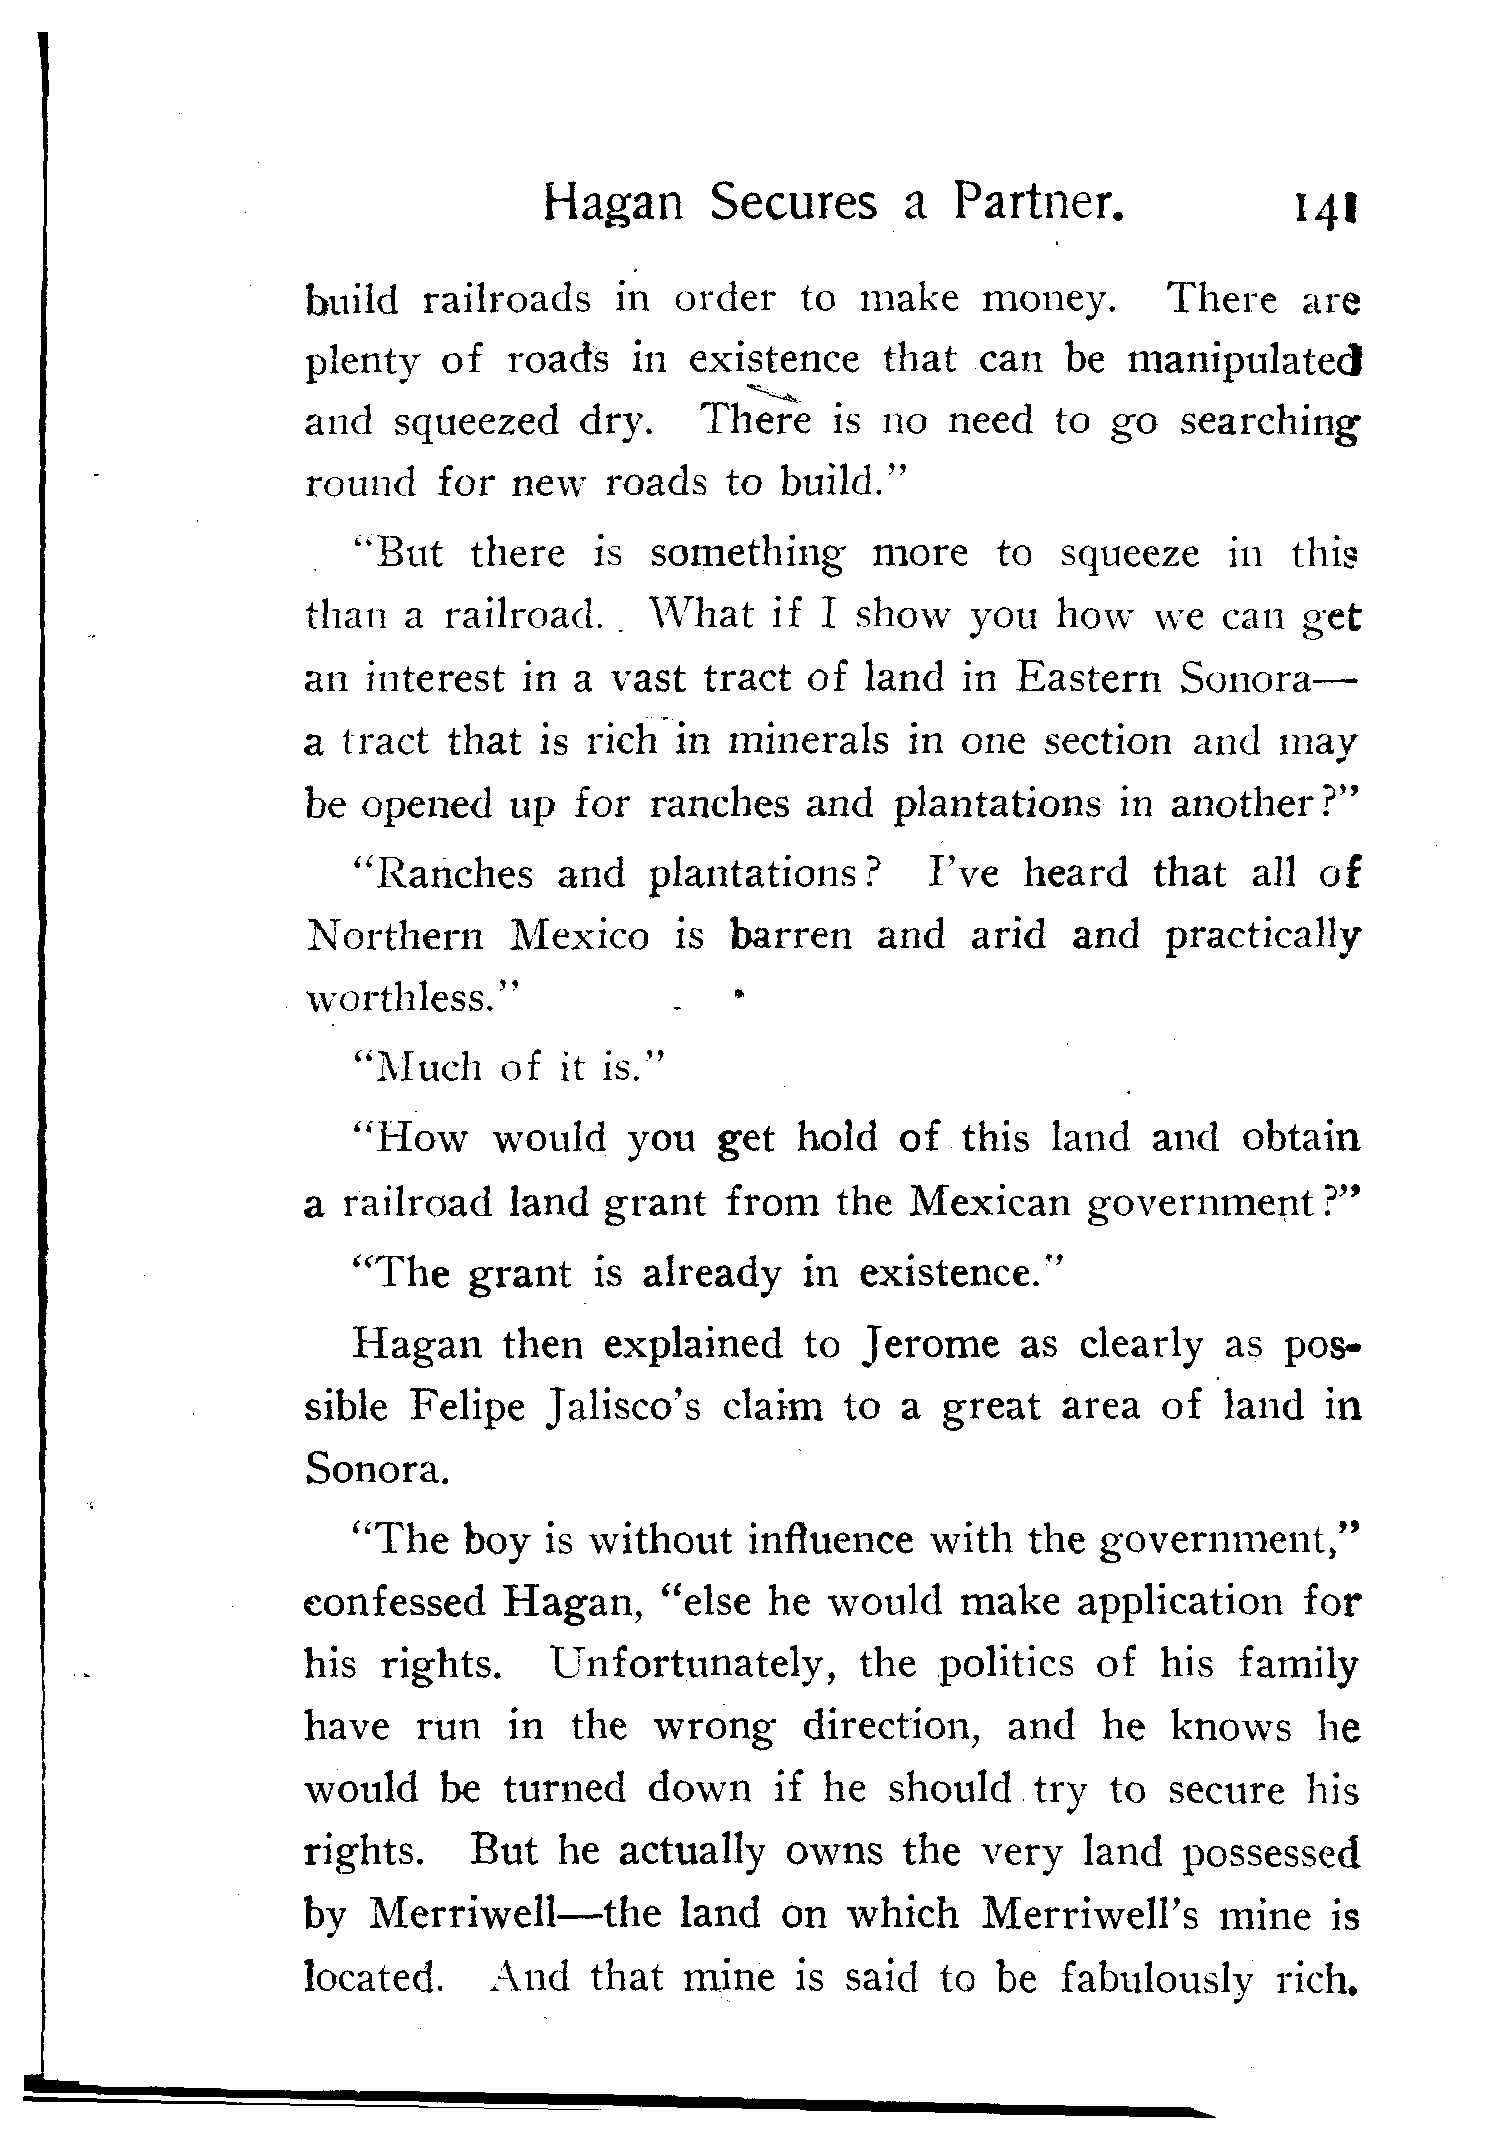 Hagan Secures a Partner. 141
build railroads in order to make money. There are
plenty of roads in existence that can be manipulated
and squeezed dry. There is no need to go searching
round for new roads to build."
"But there is something more to squeeze in this
than a railroad. What if I show you how we can get
an interest in a vast tract of land in Eastern Sonora—
a tract that is rich in minerals in one section and may
be opened up for ranches and plantations in another?"
"Ranches and plantations? I've heard that all of
Northern Mexico is barren and arid and practically
worthless."
"Much of it is."
"How would you get hold of this land and obtain
a railroad land grant from the Mexican government?"
"The grant is already in existence."
Hagan then explained to Jerome as clearly as pos-
sible Felipe Jalisco's claim to a great area of land in
Sonora.
"The boy is without influence with the government,"
confessed Hagan, "else he would make application for
his rights. Unfortunately, the politics of his family
have run in the wrong direction, and he knows he
would be turned down if he should try to secure his
rights. But he actually owns the very land possessed
by Merriwell—the land on which Merriwell's mine is
located. And that mine is said to be fabulously rich.